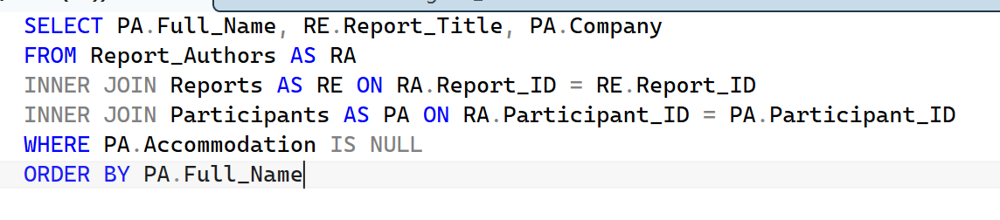 SELECT PA.Full_Name, RE.Report_Title, PA.Company
FROM Report_Authors AS RA
INNER JOIN Reports AS RE ON RA.Report_ID = RE.Report_ID
INNER JOIN Participants AS PA ON RA.Participant_ID = PA.Participant_ID
WHERE PA.Accommodation IS NULL
ORDER BY PA.Full_Name